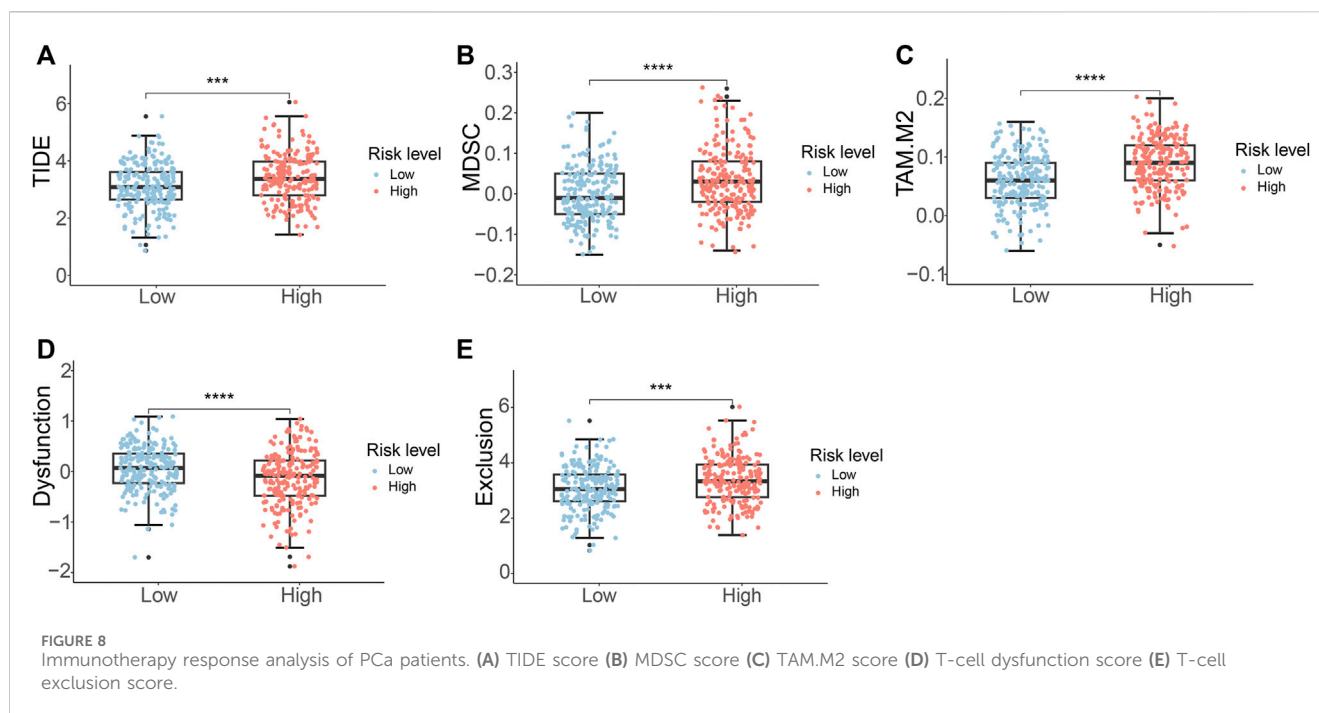 A
***
TIDE
6
4
2
0
Low
High
Risk level
Low
High
B
****
MDSC
0.3
0.2
0.1
0.0
−0.1
−0.2
Low
High
Risk level
Low
High
C
****
TAM.M2
0.2
0.1
0.0
−0.1
Low
High
Risk level
Low
High
D
****
Dysfunction
2
1
0
−1
−2
Low
High
Risk level
Low
High
E
***
Exclusion
6
4
2
0
Low
High
Risk level
Low
High
FIGURE 8
Immunotherapy response analysis of PCa patients. (A) TIDE score (B) MDSC score (C) TAM.M2 score (D) T-cell dysfunction score (E) T-cell
exclusion score.